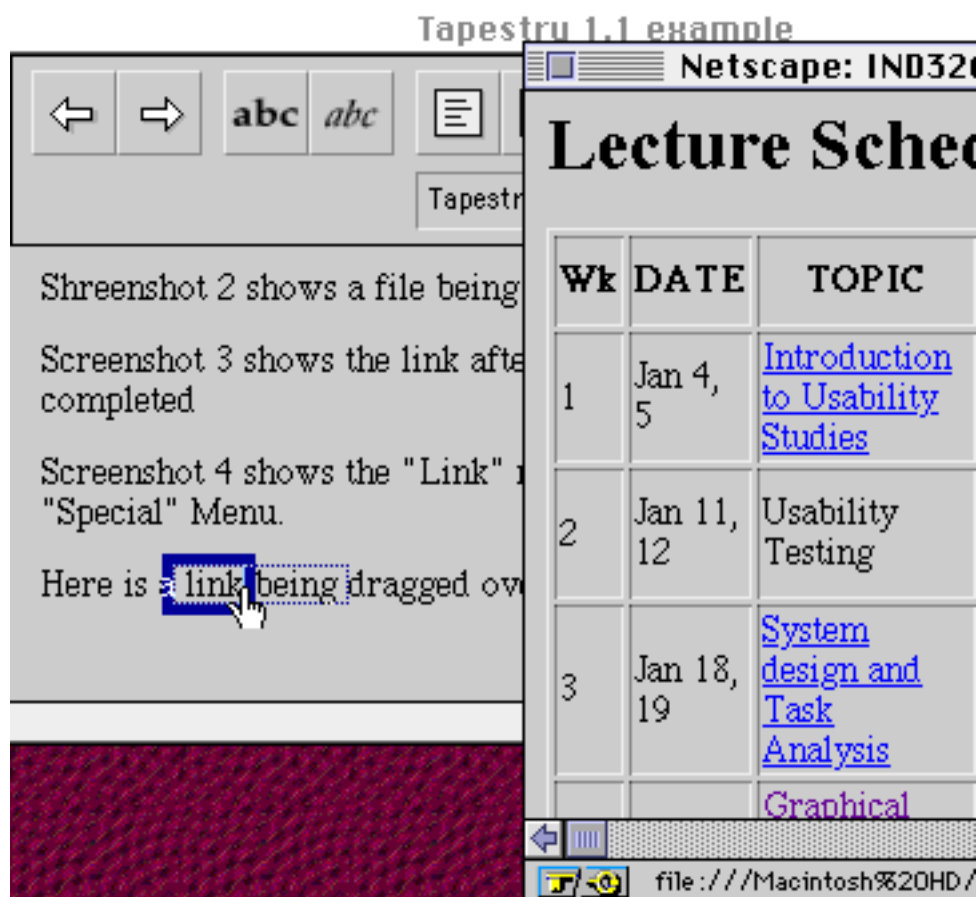 Tapestru 1.1 example
abc abc
Tapestr
Shreenshot 2 shows a file being
Screenshot 3 shows the link afte
completed
Screenshot 4 shows the "Link"
"Special" Menu.
Here is a link being dragged ov
Netscape: IND32
Lecture Sched
Wk DATE TOPIC
1 Jan 4, 5 Introduction
to Usability
Studies
2 Jan 11, Usability
12 Testing
3 Jan 18, 19 System
design and
Task
Analysis
Graphical
file:///Macintosh%20HD/